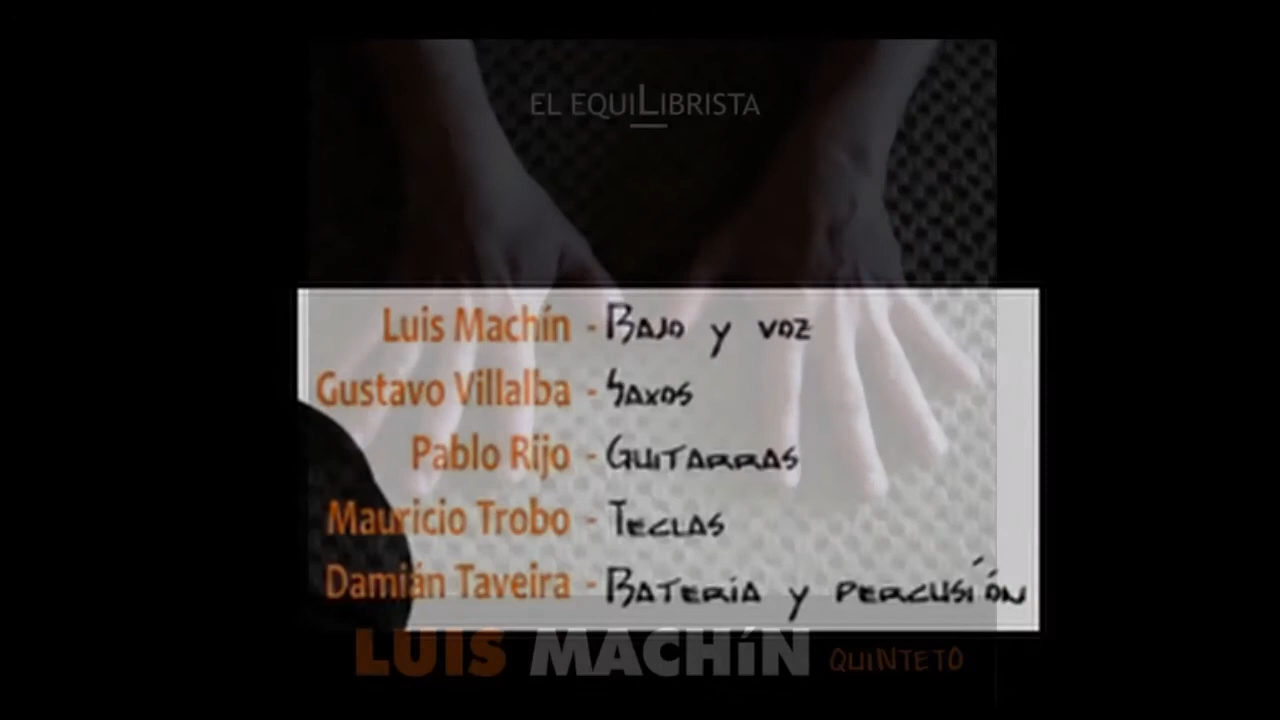 EL EQUILIBRISTA
Luis Machín - Bajo y voz
Gustavo Villalba - Saxos
Pablo Rijo - Guitarras
Mauricio Trobo - Teclas
Damián Taveira - Batería y percusión
LUIS MACHíN QUINTETO